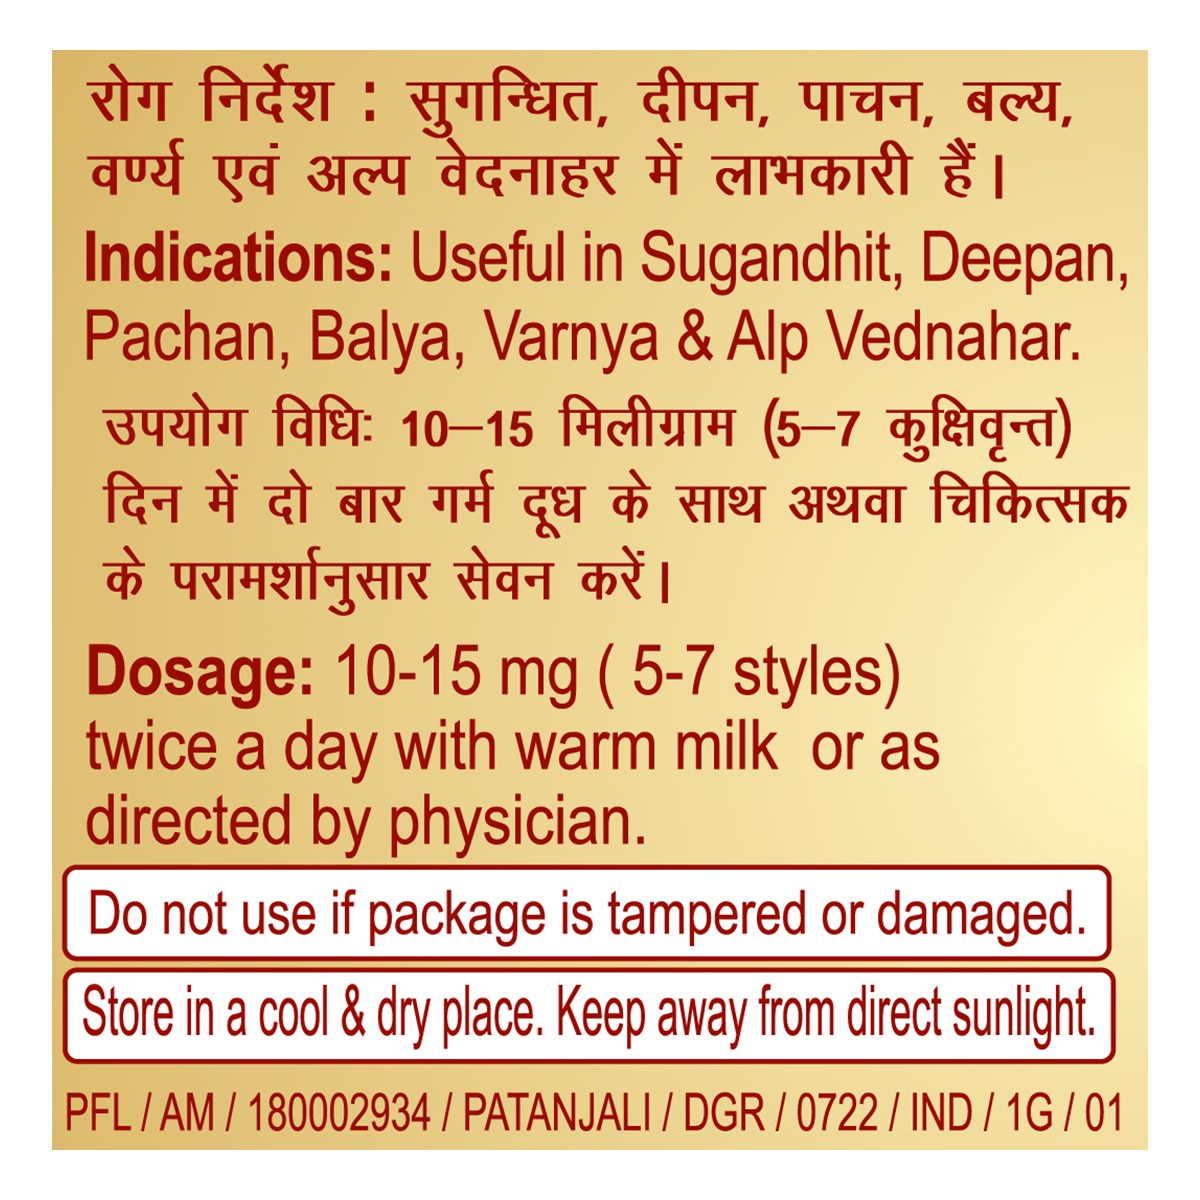 रोग निर्देश : सुगन्धित, दीपन, पाचन, बल्य,
वर्ण्य एवं अल्प वेदनाहर में लाभकारी हैं।
Indications: Useful in Sugandhit, Deepan,
Pachan, Balya, Varnya & Alp Vednahar.
उपयोग विधिः 10–15 मिलीग्राम (5–7 कुक्षिवृन्त)
दिन में दो बार गर्म दूध के साथ अथवा चिकित्सक
के परामर्शानुसार सेवन करें।
Dosage: 10-15 mg ( 5-7 styles)
twice a day with warm milk or as
directed by physician.
Do not use if package is tampered or damaged.
Store in a cool & dry place. Keep away from direct sunlight.
PFL / AM / 180002934 / PATANJALI / DGR / 0722 / IND / 1G / 01